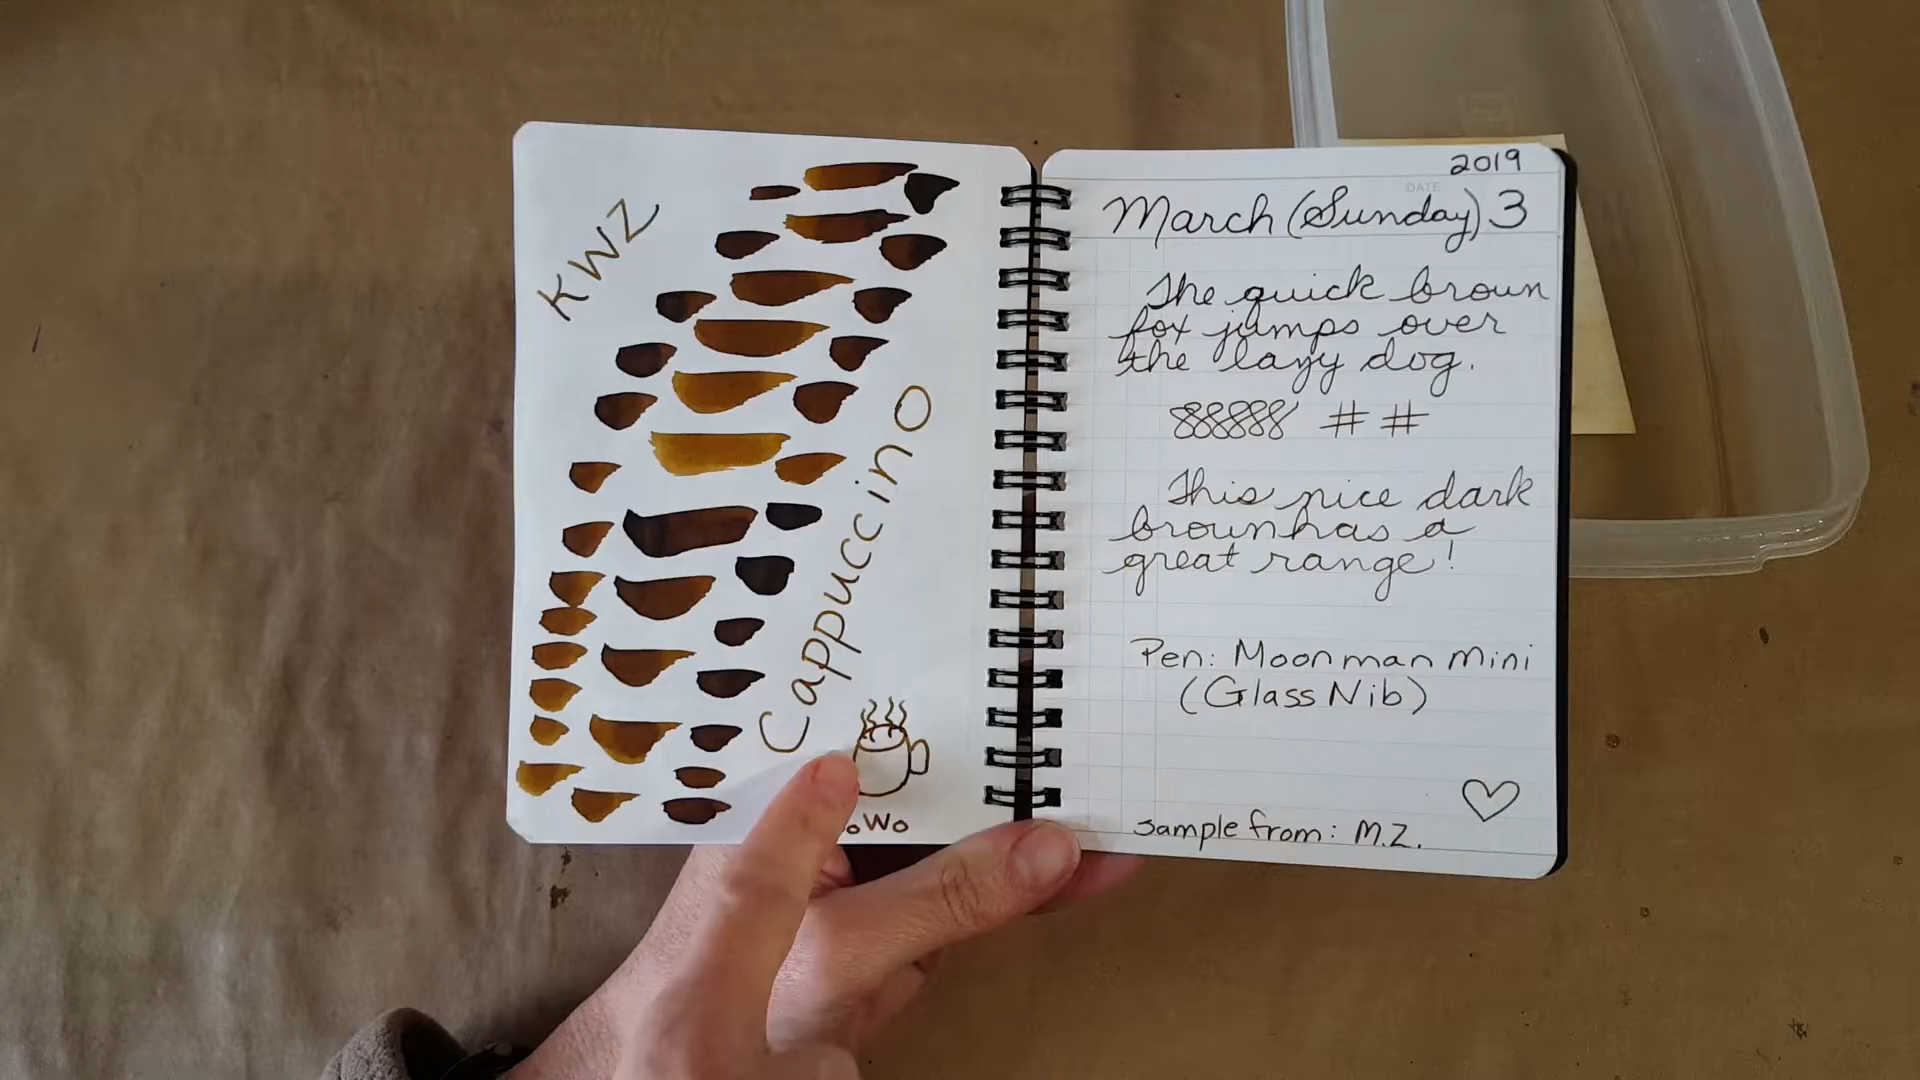 KWZ
Cappuccino
oWo
2019
DATE
March (Sunday) 3
The quick brown
fox jumps over
the lazy dog.
88888 # #
This nice dark
brown has a
great range!
Pen: Moonman Mini
(Glass Nib)
sample from: M.Z.